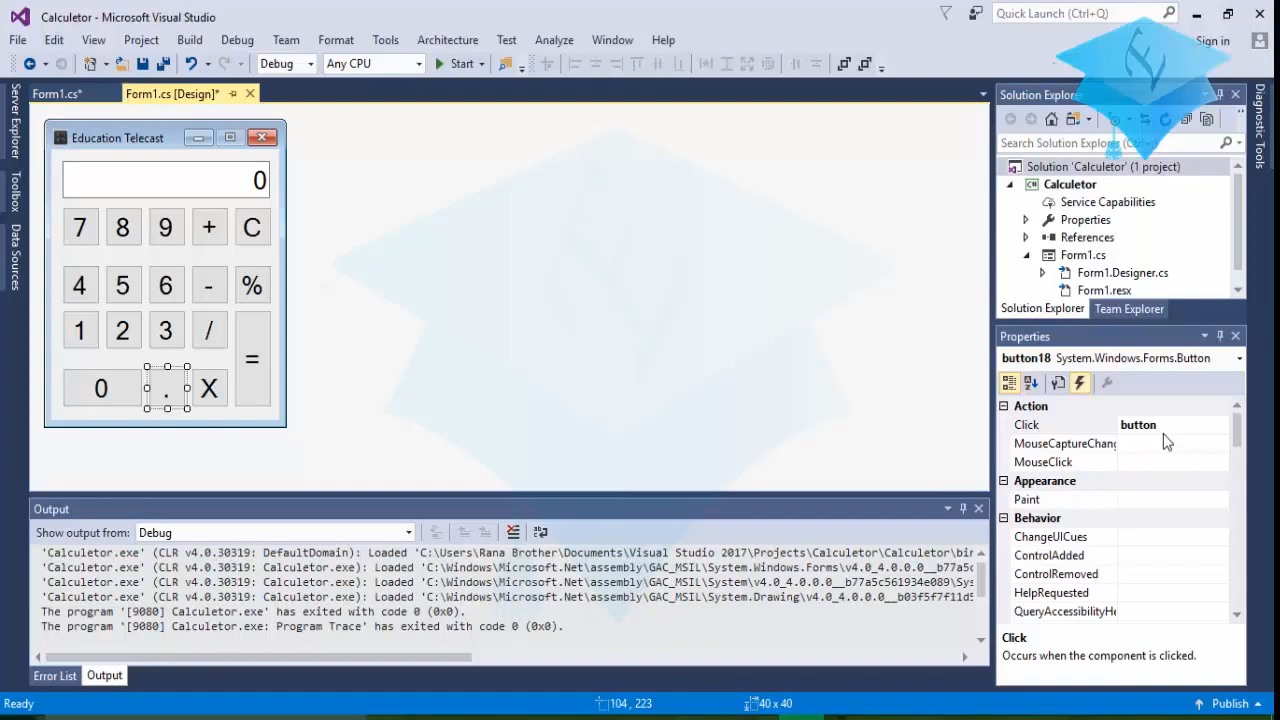 Calculetor - Microsoft Visual Studio
Quick Launch (Ctrl+Q)
File Edit View Project Build Debug Team Format Tools Architecture Test Analyze Window Help
Sign in
Debug Any CPU Start
Server Explorer
Toolbox
Data Sources
Form1.cs* Form1.cs [Design]*
Education Telecast
0
7 8 9 + C
4 5 6 - %
1 2 3 /
=
0 . X
Output
Show output from: Debug
'Calculetor.exe' (CLR v4.0.30319: DefaultDomain): Loaded 'C:\Users\Rana Brother\Documents\Visual Studio 2017\Projects\Calculetor\Calculetor\bin
'Calculetor.exe' (CLR v4.0.30319: Calculetor.exe): Loaded 'C:\Windows\Microsoft.Net\assembly\GAC_MSIL\System.Windows.Forms\v4.0_4.0.0.0__b77a5c
'Calculetor.exe' (CLR v4.0.30319: Calculetor.exe): Loaded 'C:\Windows\Microsoft.Net\assembly\GAC_MSIL\System\v4.0_4.0.0.0__b77a5c561934e089\Sys
'Calculetor.exe' (CLR v4.0.30319: Calculetor.exe): Loaded 'C:\Windows\Microsoft.Net\assembly\GAC_MSIL\System.Drawing\v4.0_4.0.0.0__b03f5f7f11d5
The program '[9080] Calculetor.exe' has exited with code 0 (0x0).
The program '[9080] Calculetor.exe: Program Trace' has exited with code 0 (0x0).
Error List Output
Solution Explorer
Search Solution Explorer (Ctrl+;)
Solution 'Calculetor' (1 project)
Calculetor
Service Capabilities
Properties
References
Form1.cs
Form1.Designer.cs
Form1.resx
Solution Explorer Team Explorer
Properties
button18 System.Windows.Forms.Button
Action
Click button
MouseCaptureChang
MouseClick
Appearance
Paint
Behavior
ChangeUICues
ControlAdded
ControlRemoved
HelpRequested
QueryAccessibilityHe
Click
Occurs when the component is clicked.
Diagnostic Tools
Ready 104 , 223 40 x 40 Publish